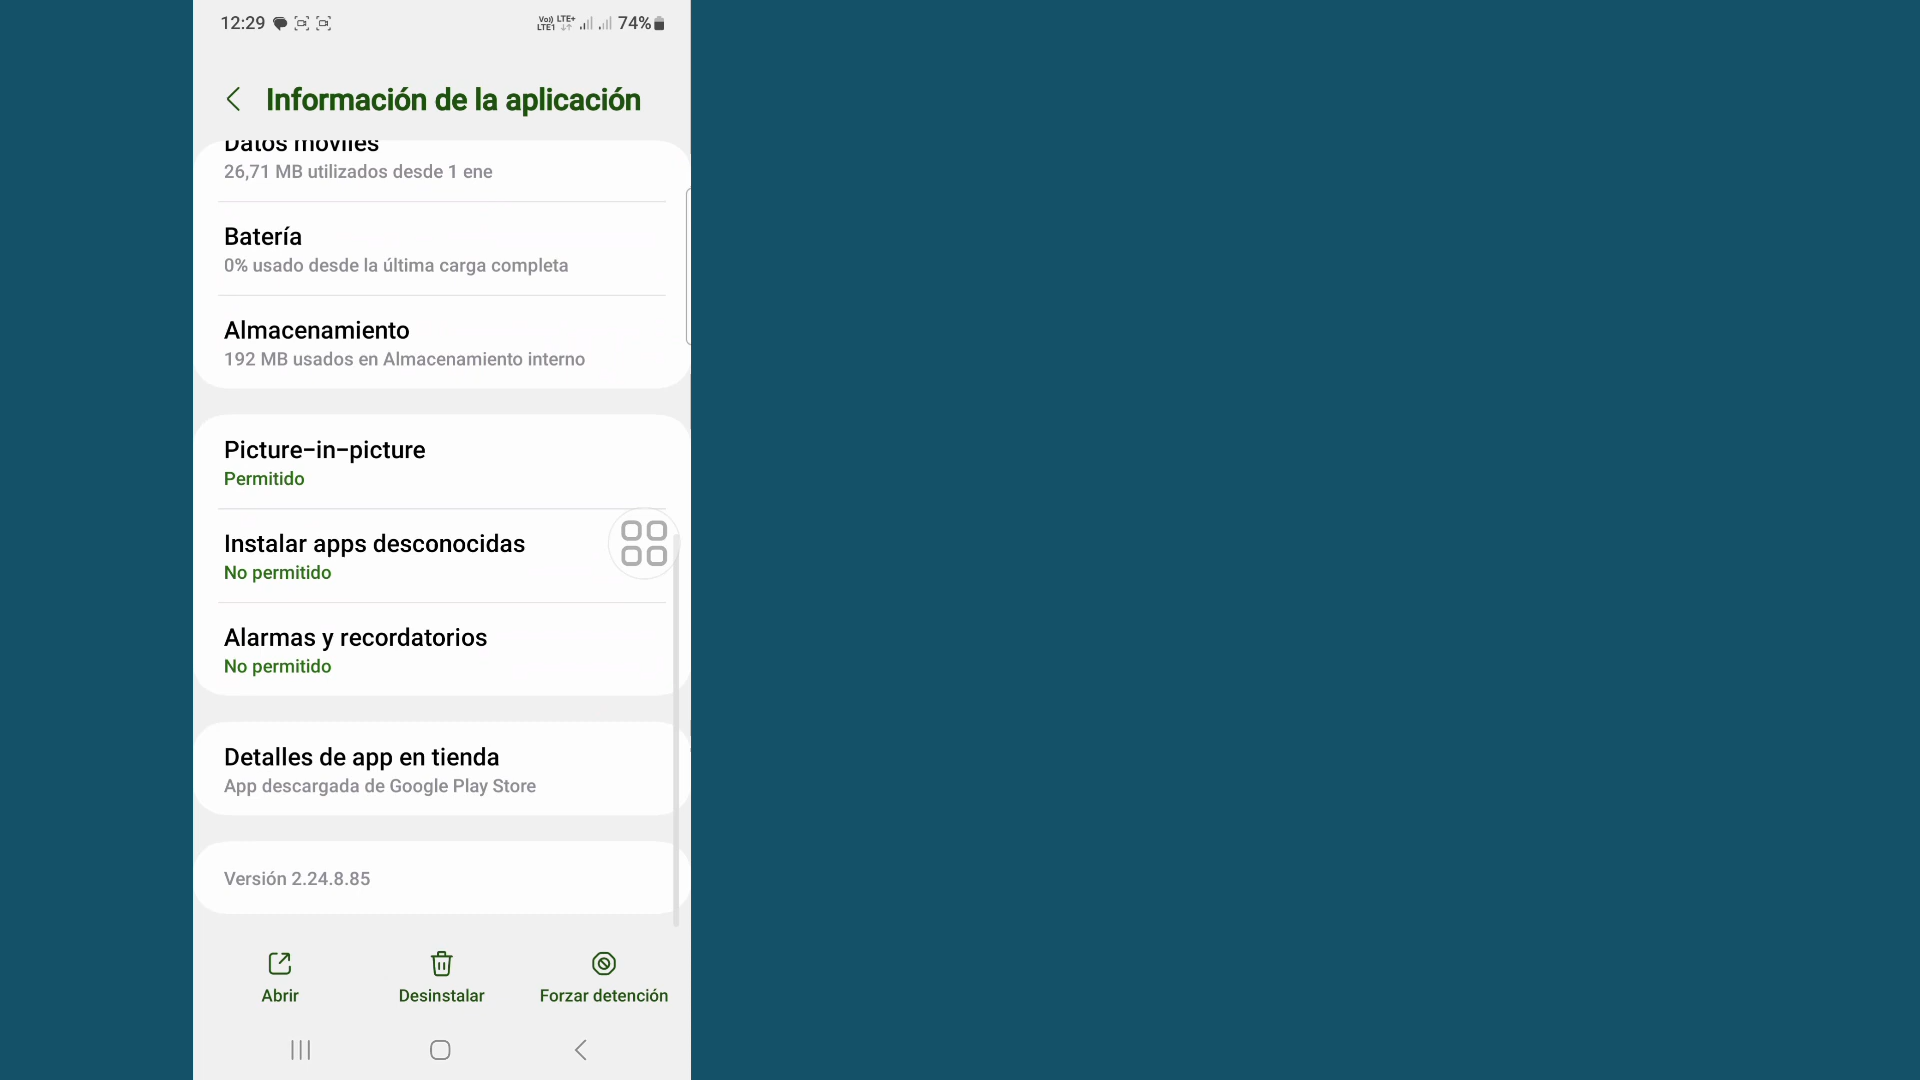 12:29
Vo)) LTE+
LTE1
74%
Información de la aplicación
Datos móviles
26,71 MB utilizados desde 1 ene
Batería
0% usado desde la última carga completa
Almacenamiento
192 MB usados en Almacenamiento interno
Picture-in-picture
Permitido
Instalar apps desconocidas
No permitido
Alarmas y recordatorios
No permitido
Detalles de app en tienda
App descargada de Google Play Store
Versión 2.24.8.85
Abrir
Desinstalar
Forzar detención